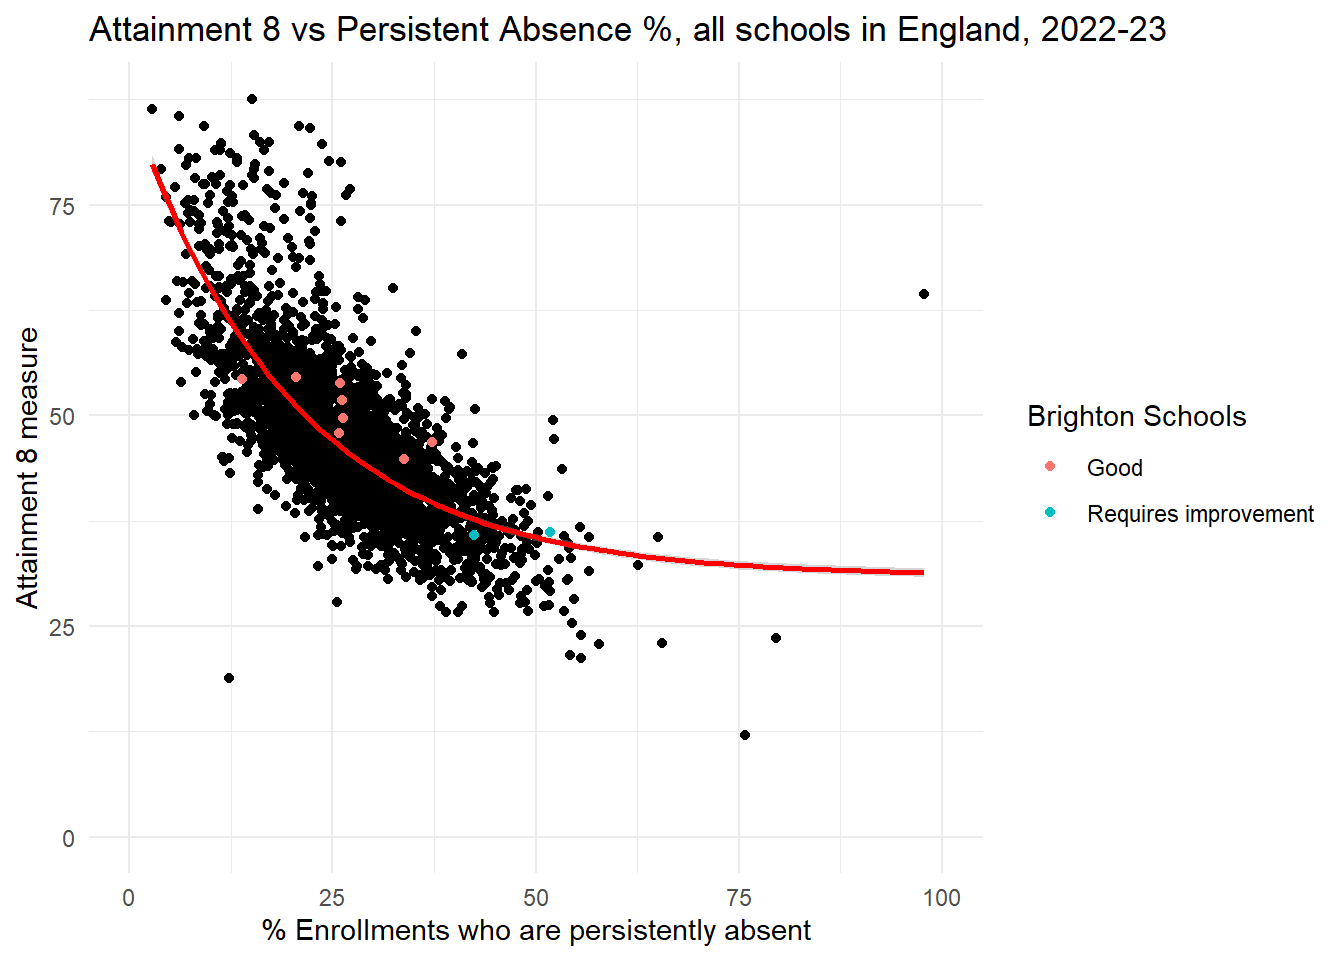 Attainment 8 vs Persistent Absence %, all schools in England, 2022-23
Attainment 8 measure
75
50
25
0
0 25 50 75 100
% Enrollments who are persistently absent
Brighton Schools
Good
Requires improvement